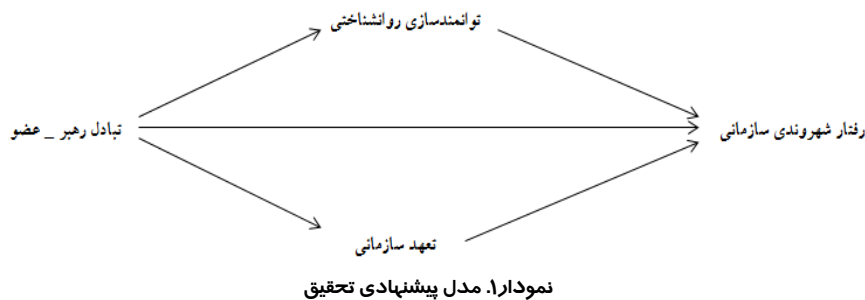 توانمندسازی روانشناختی
تبادل رهبر _ عضو
رفتار شهروندی سازمانی
تعهد سازمانی
نمودار۱. مدل پیشنهادی تحقیق